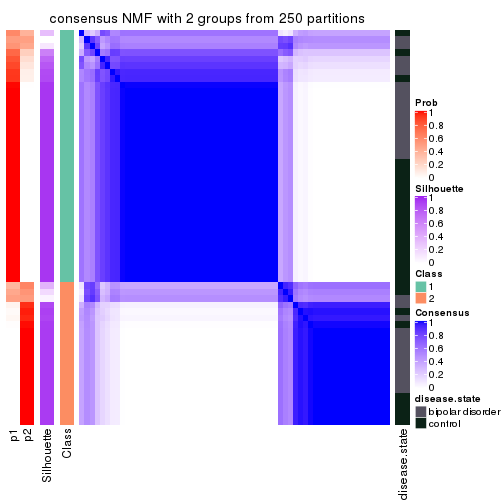 consensus NMF with 2 groups from 250 partitions
Prob
1
0.8
0.6
0.4
0.2
0
Silhouette
1
0.8
0.6
0.4
0.2
0
Class
1
2
Consensus
1
0.8
0.6
0.4
0.2
0
disease.state
bipolar disorder
control
p1
p2
Silhouette
Class
disease.state